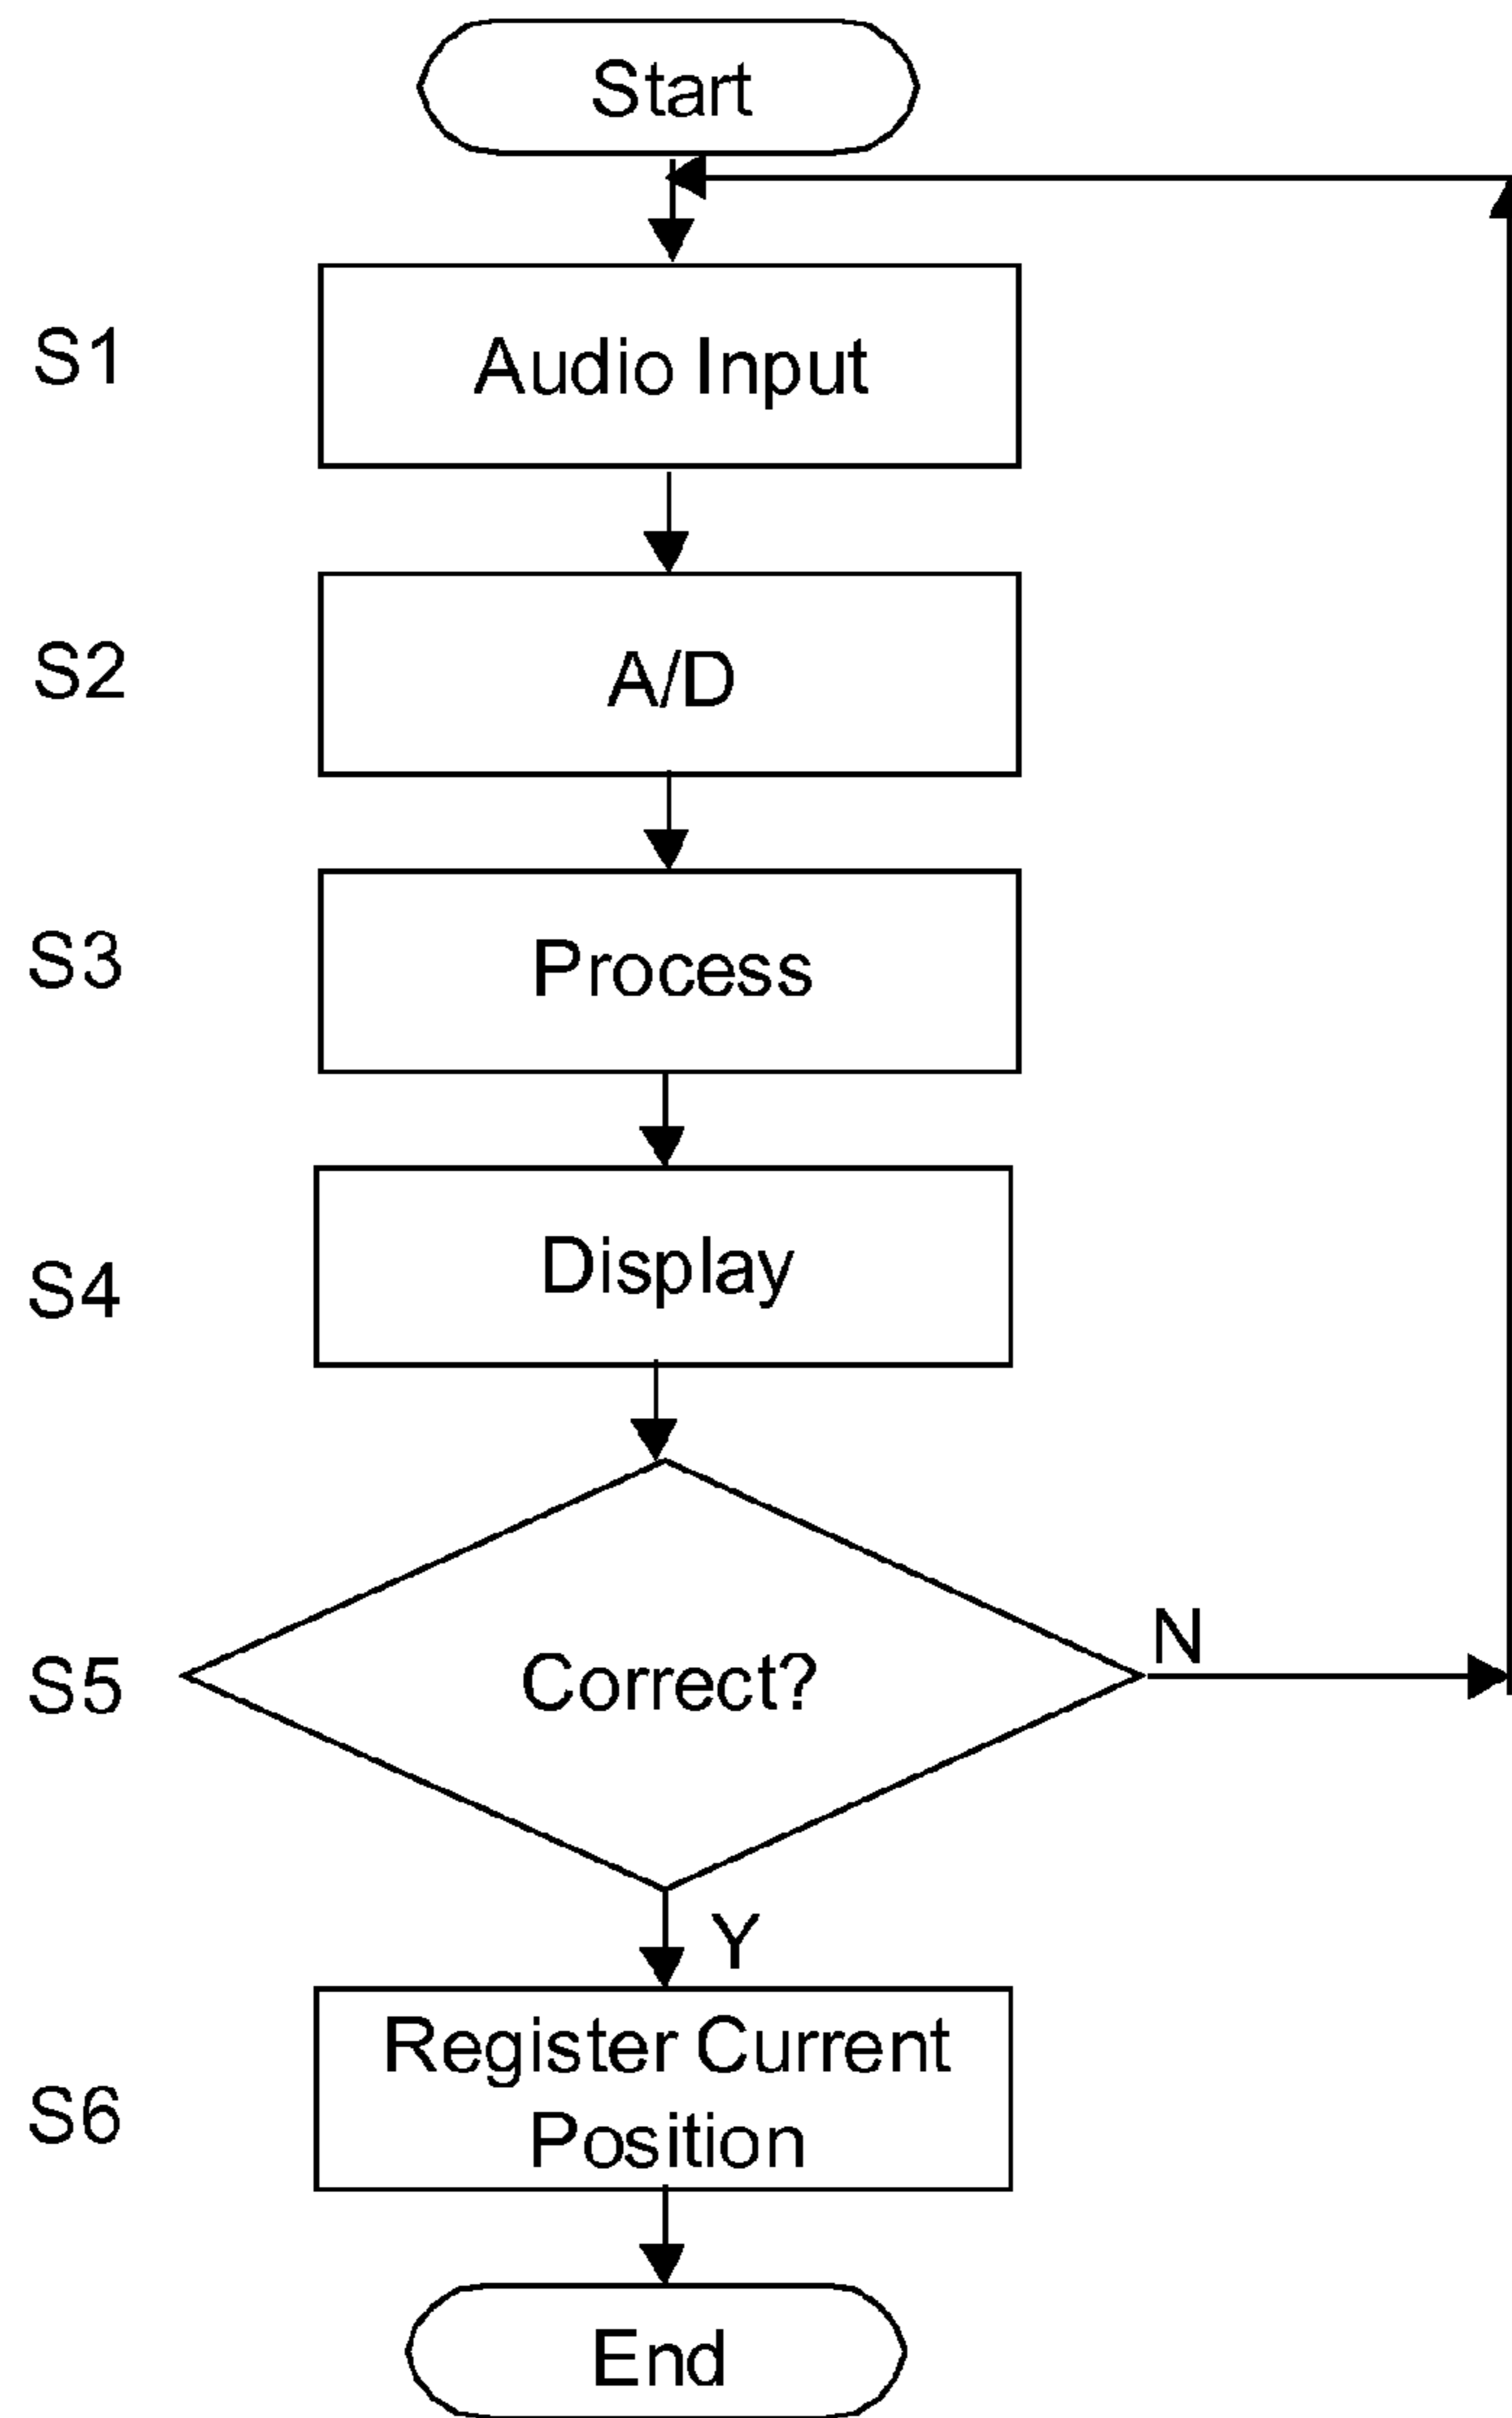 Start
S1
Audio Input
S2
A/D
S3
Process
S4
Display
S5
Correct?
N
Y
S6
Register Current
Position
End